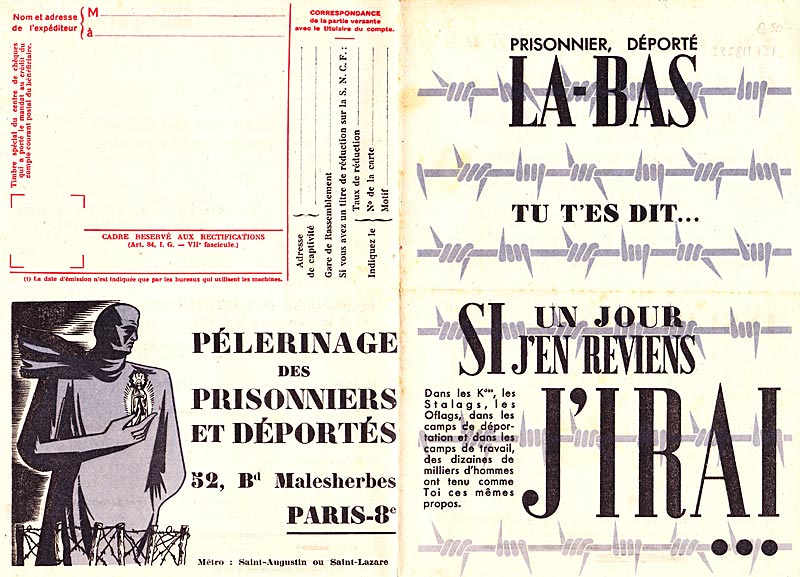 Nom et adresse
de l'expéditeur
M
à
CORRESPONDANCE
de la partie versante
avec le titulaire du compte.
Timbre spécial du centre de chèques
qui a porté le mandat au crédit du
compte courant postal du bénéficiaire.
CADRE RESERVÉ AUX RECTIFICATIONS
(Art. 84, I. G. — VIIe fascicule.)
(1) La date d'émission n'est indiquée que par les bureaux qui utilisent les machines.
Adresse
de captivité
Gare de Rassemblement
Si vous avez un titre de réduction sur la S. N. C. F. :
Taux de réduction
Indiquez le
No de la carte
Motif
PÉLERINAGE
DES
PRISONNIERS
ET DÉPORTÉS
52, Bd Malesherbes
PARIS-8e
Métro : Saint-Augustin ou Saint-Lazare
PRISONNIER, DÉPORTÉ
LA-BAS
TU T'ES DIT...
SI UN JOUR
J'EN REVIENS
J'IRAI
...
Dans les Kdos, les
Stalags, les
Oflags, dans les
camps de dépor-
tation et dans les
camps de travail,
des dizaines de
milliers d'hommes
ont tenu comme
Toi ces mêmes
propos.